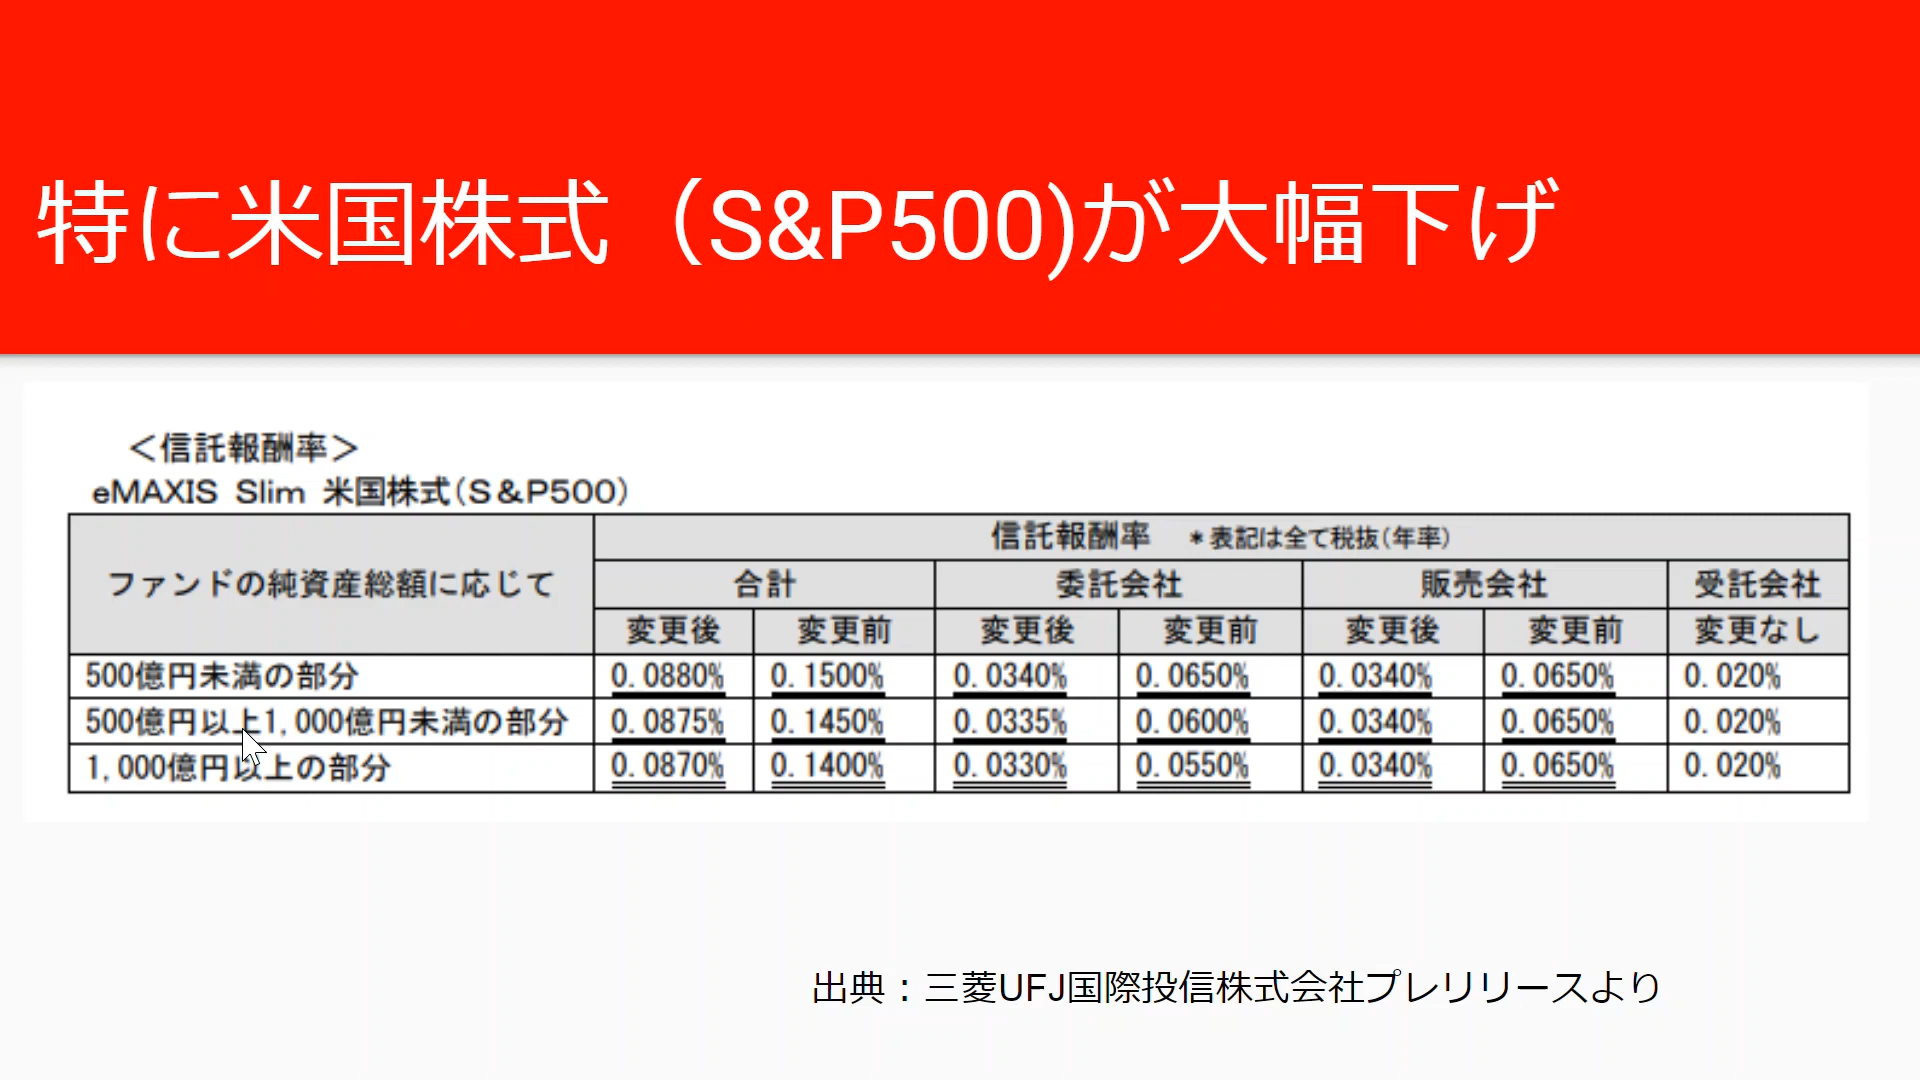 特に米国株式（S&P500)が大幅下げ
＜信託報酬率＞
eMAXIS Slim 米国株式（S＆P500）
ファンドの純資産総額に応じて 信託報酬率 ＊表記は全て税抜（年率）
合計 委託会社 販売会社 受託会社
変更後 変更前 変更後 変更前 変更後 変更前 変更なし
500億円未満の部分 0.0880% 0.1500% 0.0340% 0.0650% 0.0340% 0.0650% 0.020%
500億円以上1,000億円未満の部分 0.0875% 0.1450% 0.0335% 0.0600% 0.0340% 0.0650% 0.020%
1,000億円以上の部分 0.0870% 0.1400% 0.0330% 0.0550% 0.0340% 0.0650% 0.020%
出典：三菱UFJ国際投信株式会社プレリリースより